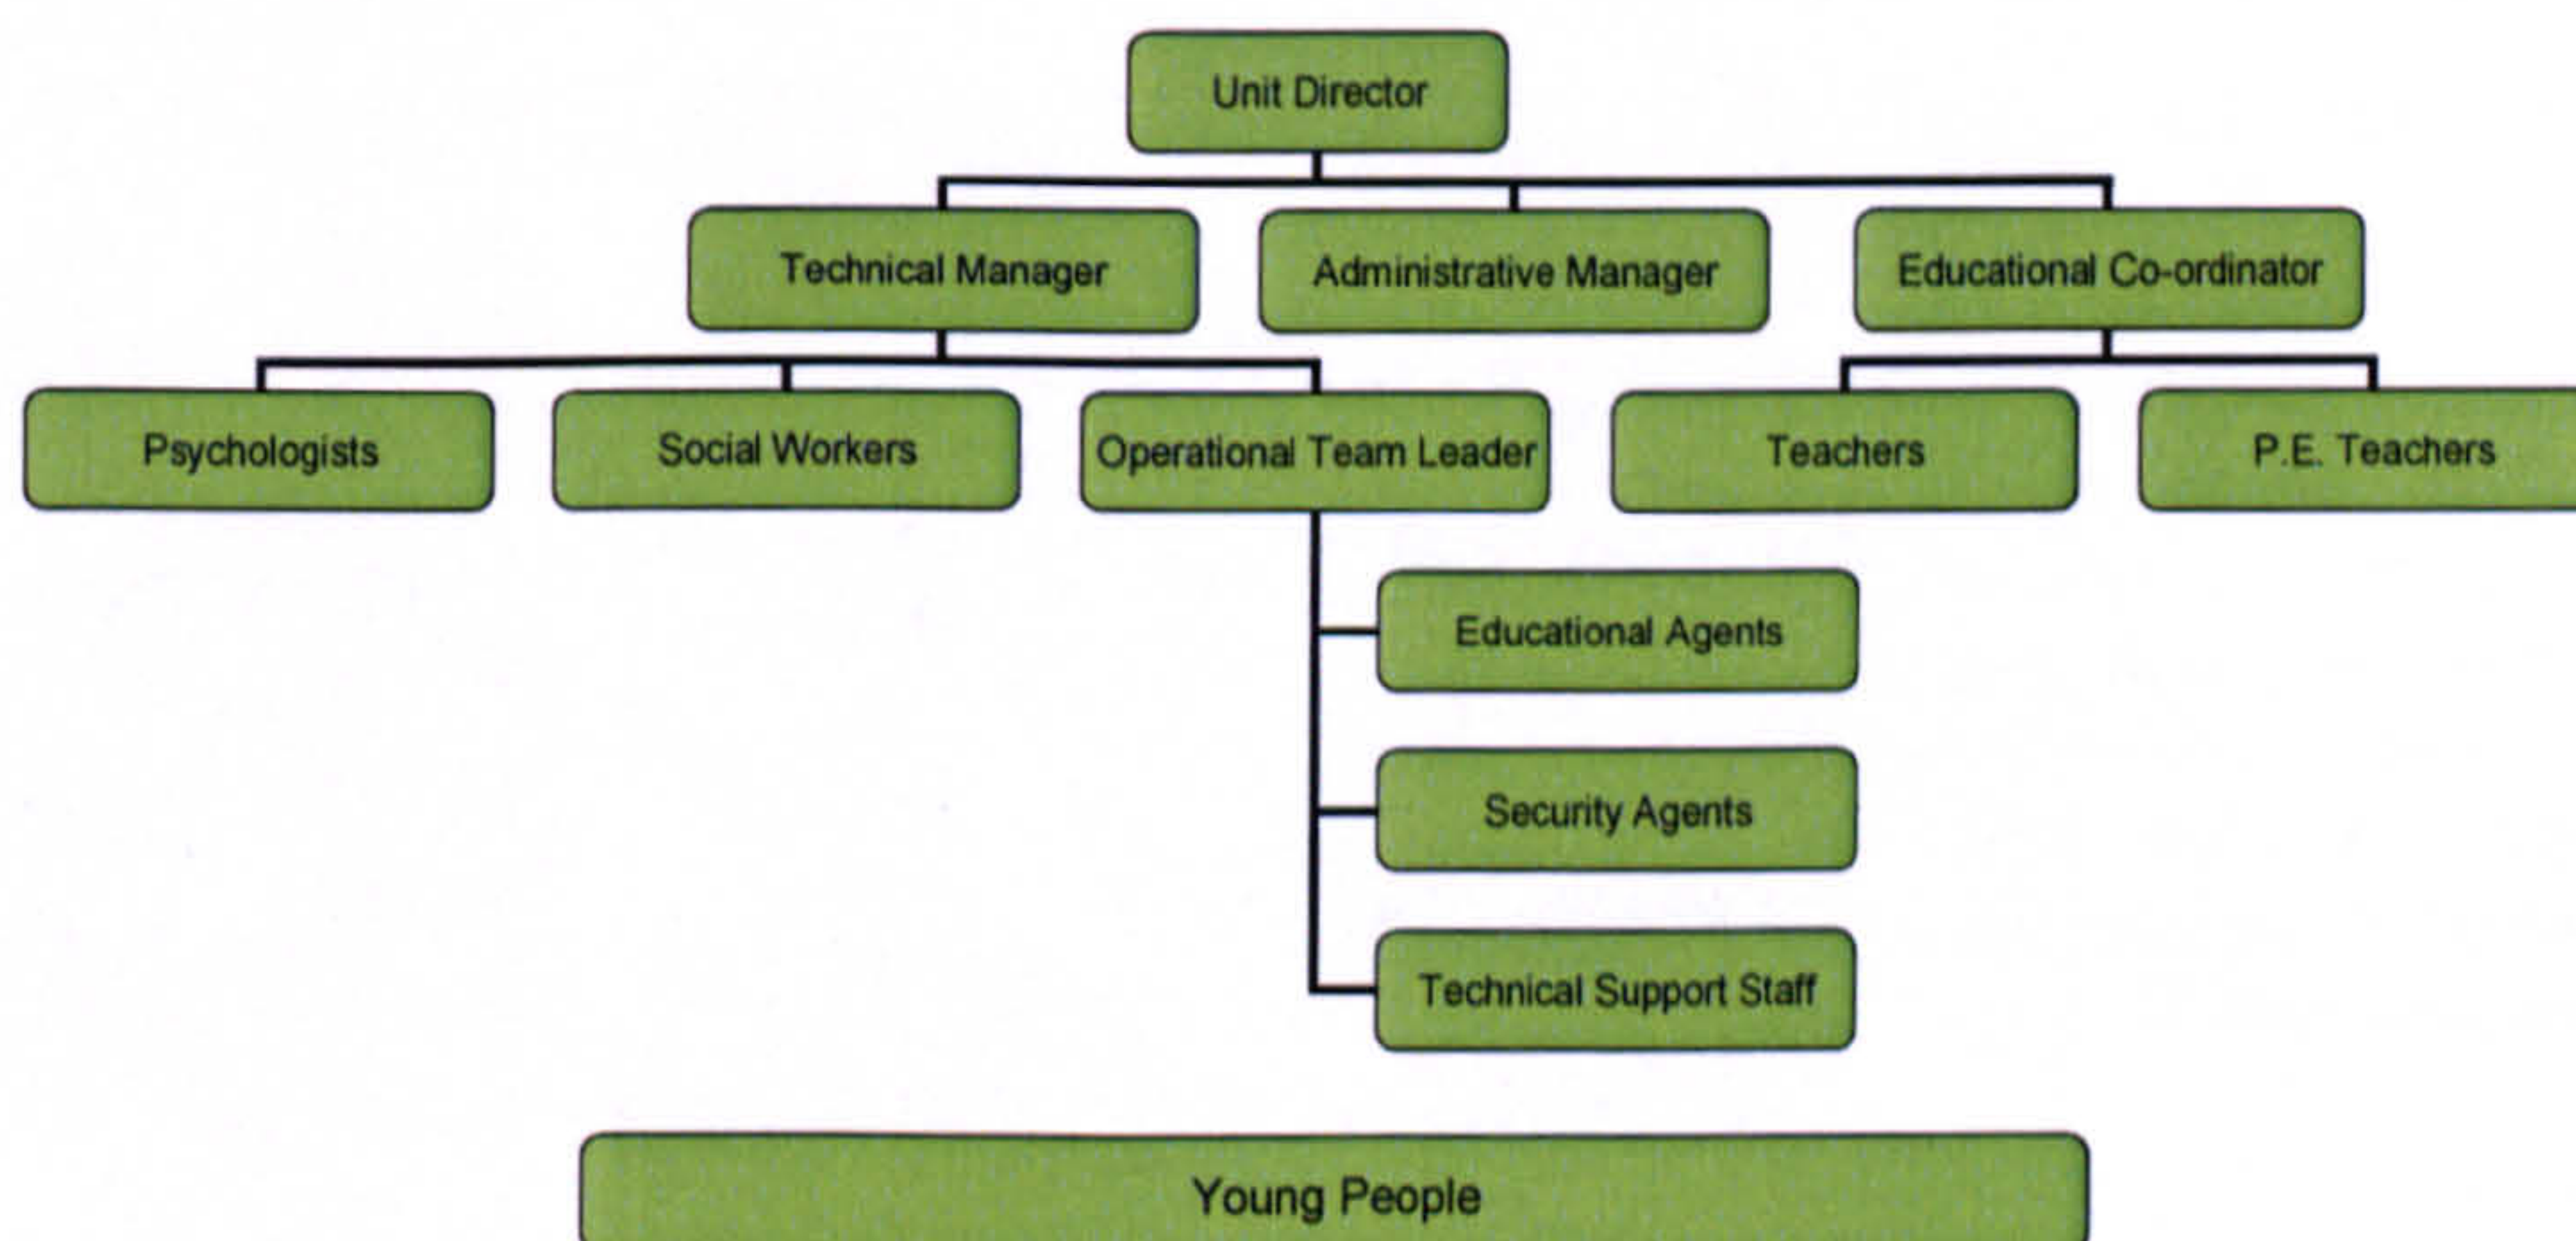 Unit Director
Technical Manager
Administrative Manager
Educational Co-ordinator
Psychologists
Social Workers
Operational Team Leader
Teachers
P.E. Teachers
Educational Agents
Security Agents
Technical Support Staff
Young People